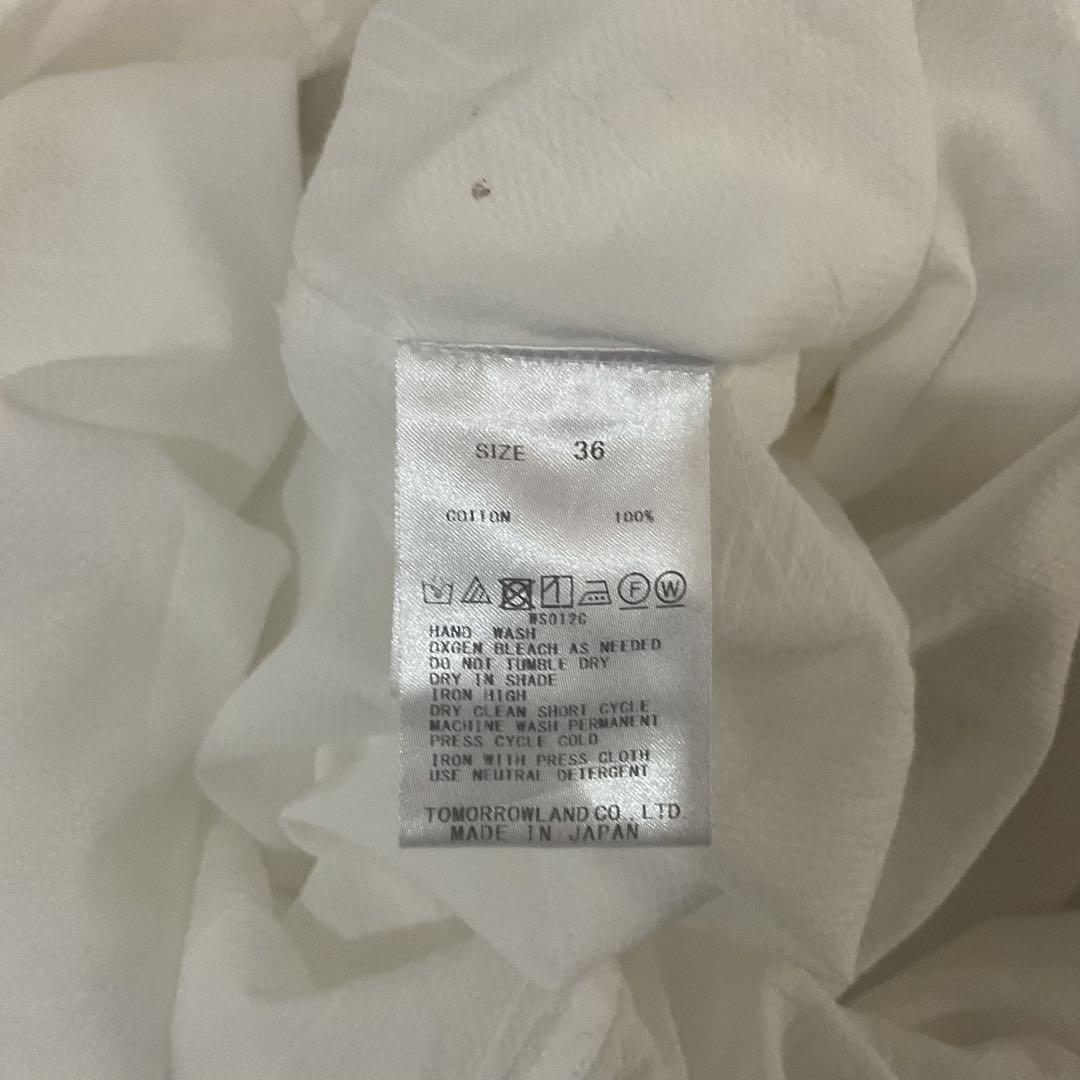 SIZE 36
COTTON 100%
F W
WS012C
HAND WASH
OXGEN BLEACH AS NEEDED
DO NOT TUMBLE DRY
DRY IN SHADE
IRON HIGH
DRY CLEAN SHORT CYCLE
MACHINE WASH PERMANENT
PRESS CYCLE COLD
IRON WITH PRESS CLOTH
USE NEUTRAL DETERGENT
TOMORROWLAND CO., LTD.
MADE IN JAPAN